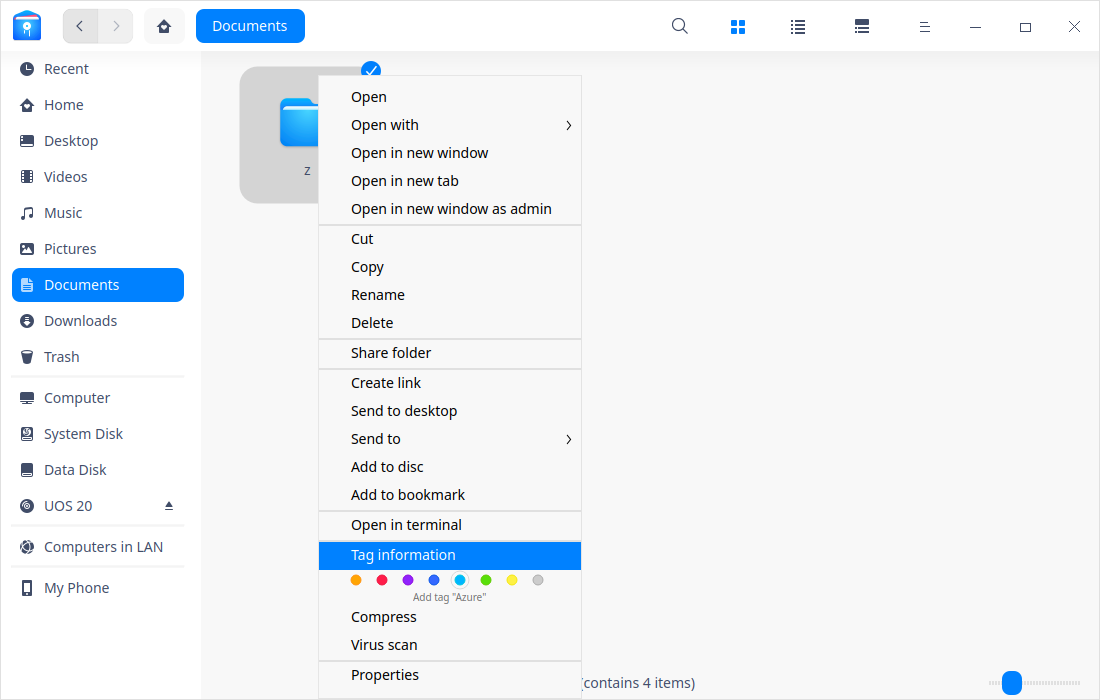 Documents
Recent
Home
Desktop
Videos
Music
Pictures
Documents
Downloads
Trash
Computer
System Disk
Data Disk
UOS 20
Computers in LAN
My Phone
z
Open
Open with
Open in new window
Open in new tab
Open in new window as admin
Cut
Copy
Rename
Delete
Share folder
Create link
Send to desktop
Send to
Add to disc
Add to bookmark
Open in terminal
Tag information
Add tag "Azure"
Compress
Virus scan
Properties
(contains 4 items)